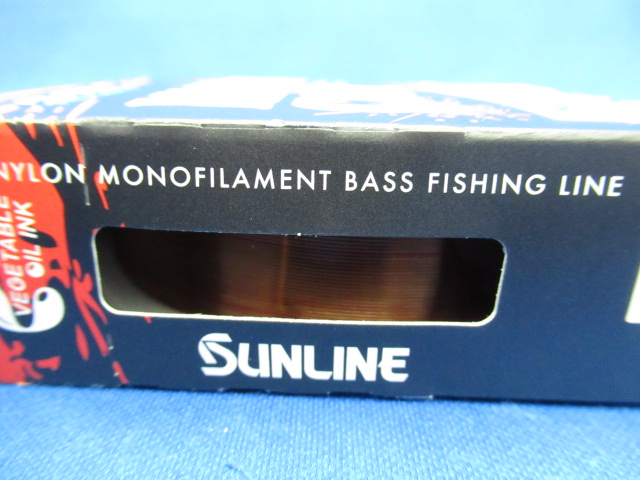 NYLON MONOFILAMENT BASS FISHING LINE
VEGETABLE
OIL INK
SUNLINE